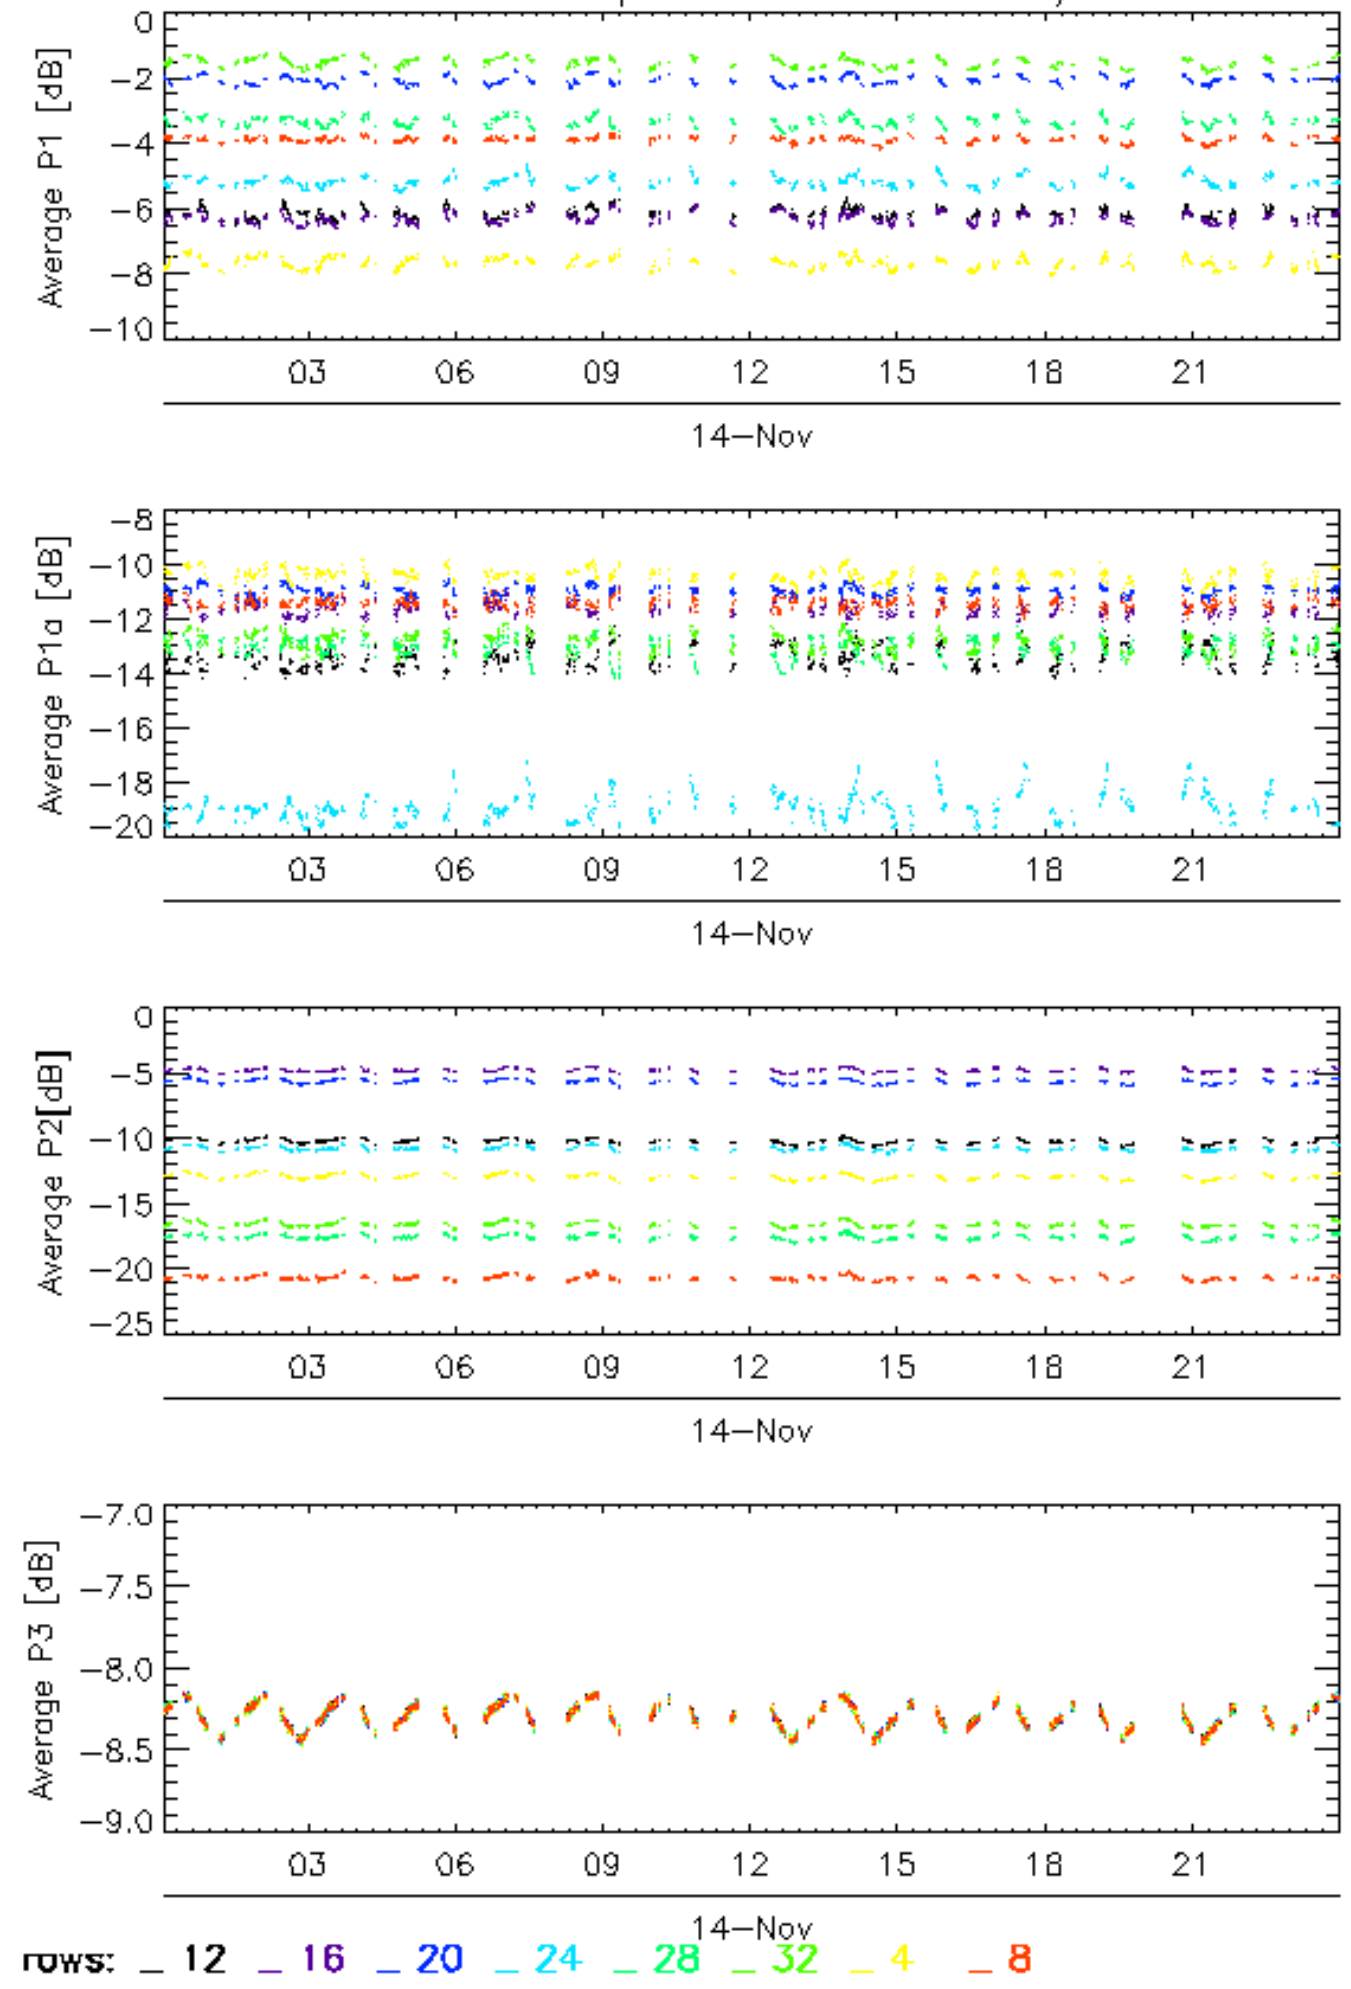 Average P1 [dB]
0
−2
−4
−6
−8
−10
03 06 09 12 15 18 21
14−Nov
Average P1a [dB]
−8
−10
−12
−14
−16
−18
−20
03 06 09 12 15 18 21
14−Nov
Average P2[dB]
0
−5
−10
−15
−20
−25
03 06 09 12 15 18 21
14−Nov
Average P3 [dB]
−7.0
−7.5
−8.0
−8.5
−9.0
03 06 09 12 15 18 21
14−Nov
rows: _ 12 _ 16 _ 20 _ 24 _ 28 _ 32 _ 4 _ 8